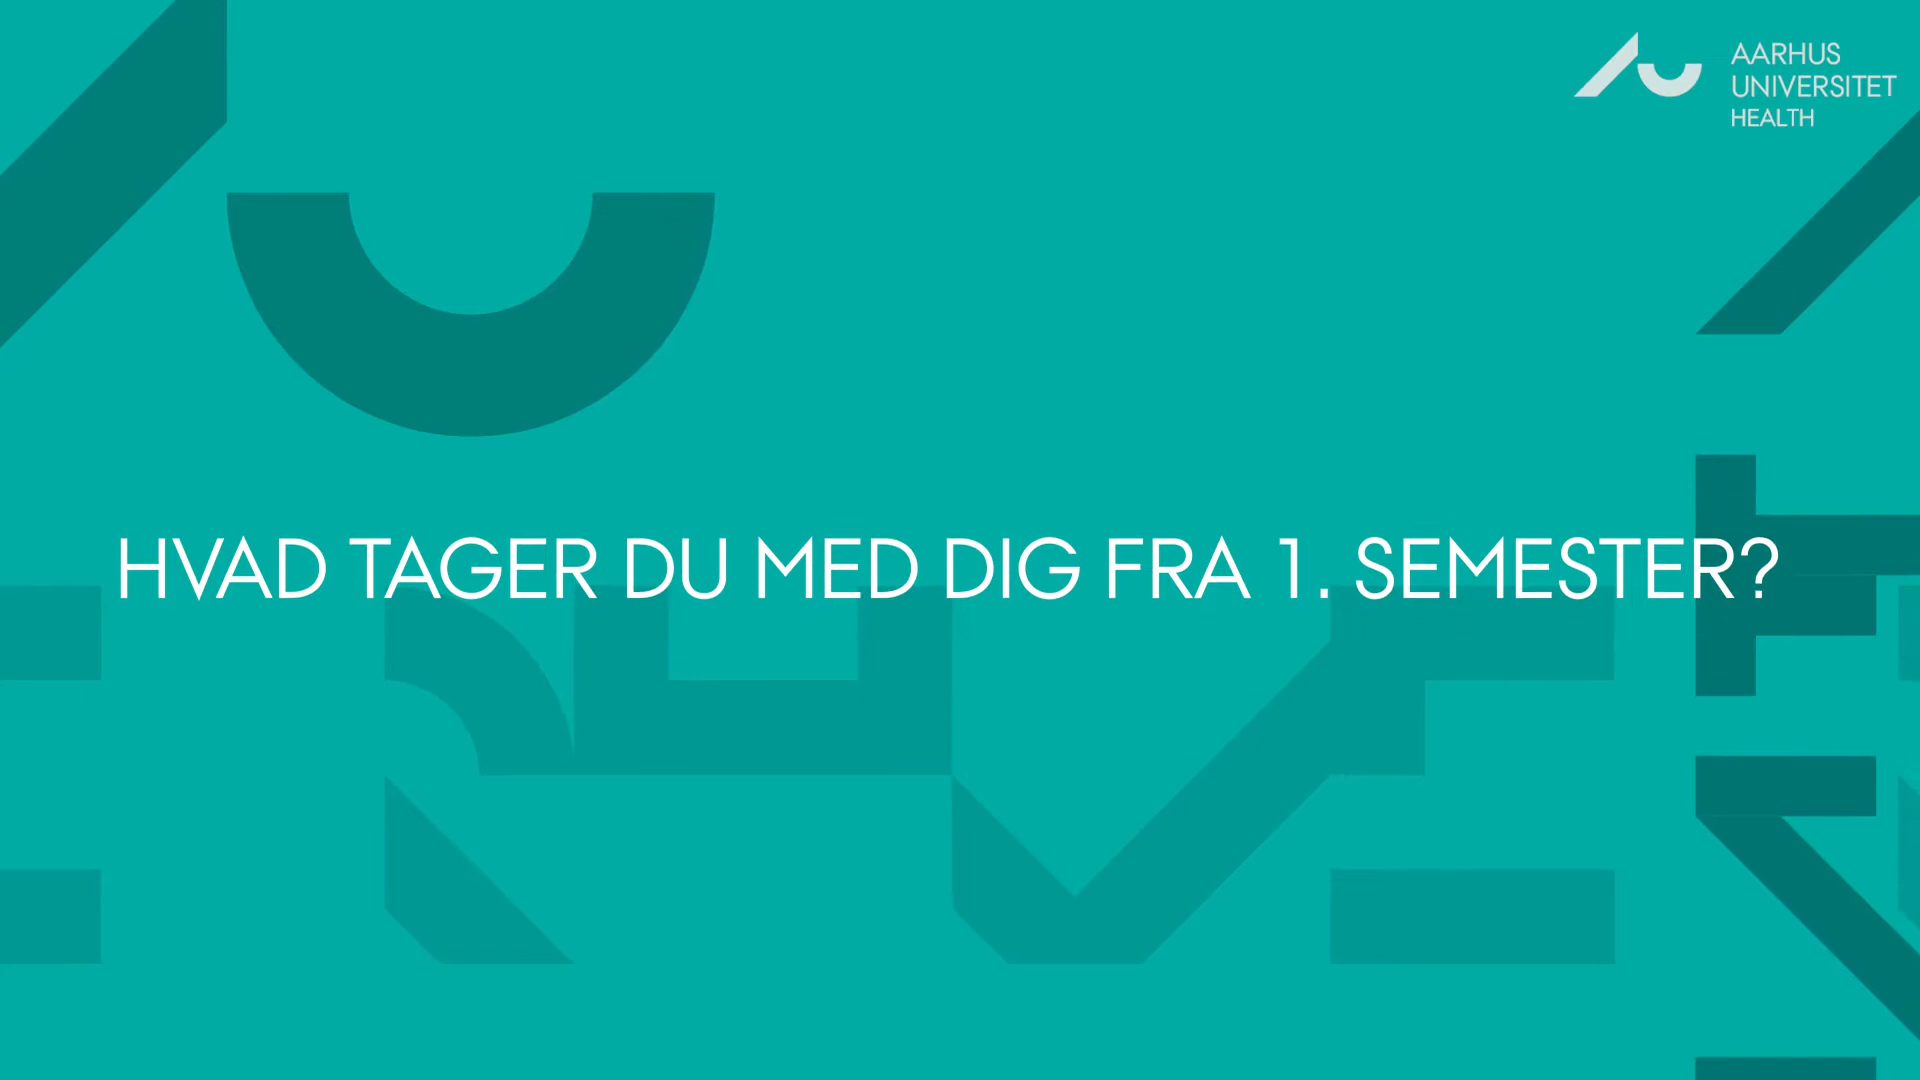 AARHUS
UNIVERSITET
HEALTH
HVAD TAGER DU MED DIG FRA 1. SEMESTER?